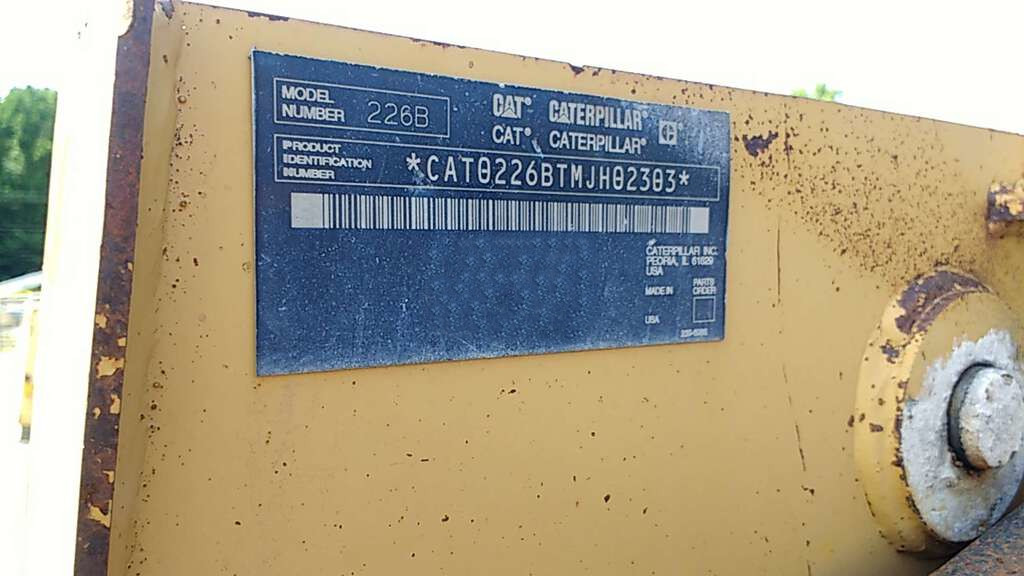 MODEL
NUMBER 226B
CAT® CATERPILLAR®
CAT® CATERPILLAR®
PRODUCT
IDENTIFICATION
NUMBER
*CAT0226BTMJH02303*
CATERPILLAR INC.
PEORIA, IL 61629
USA
MADE IN
PARTS
ORDER
USA